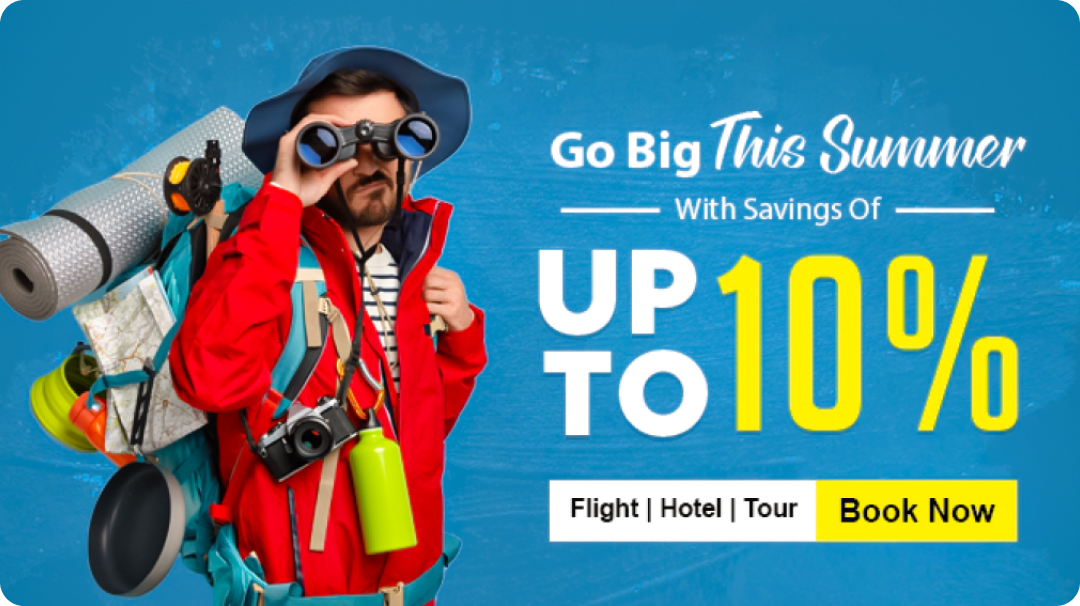 Go Big This Summer
With Savings Of
UP TO 10%
Flight | Hotel | Tour Book Now